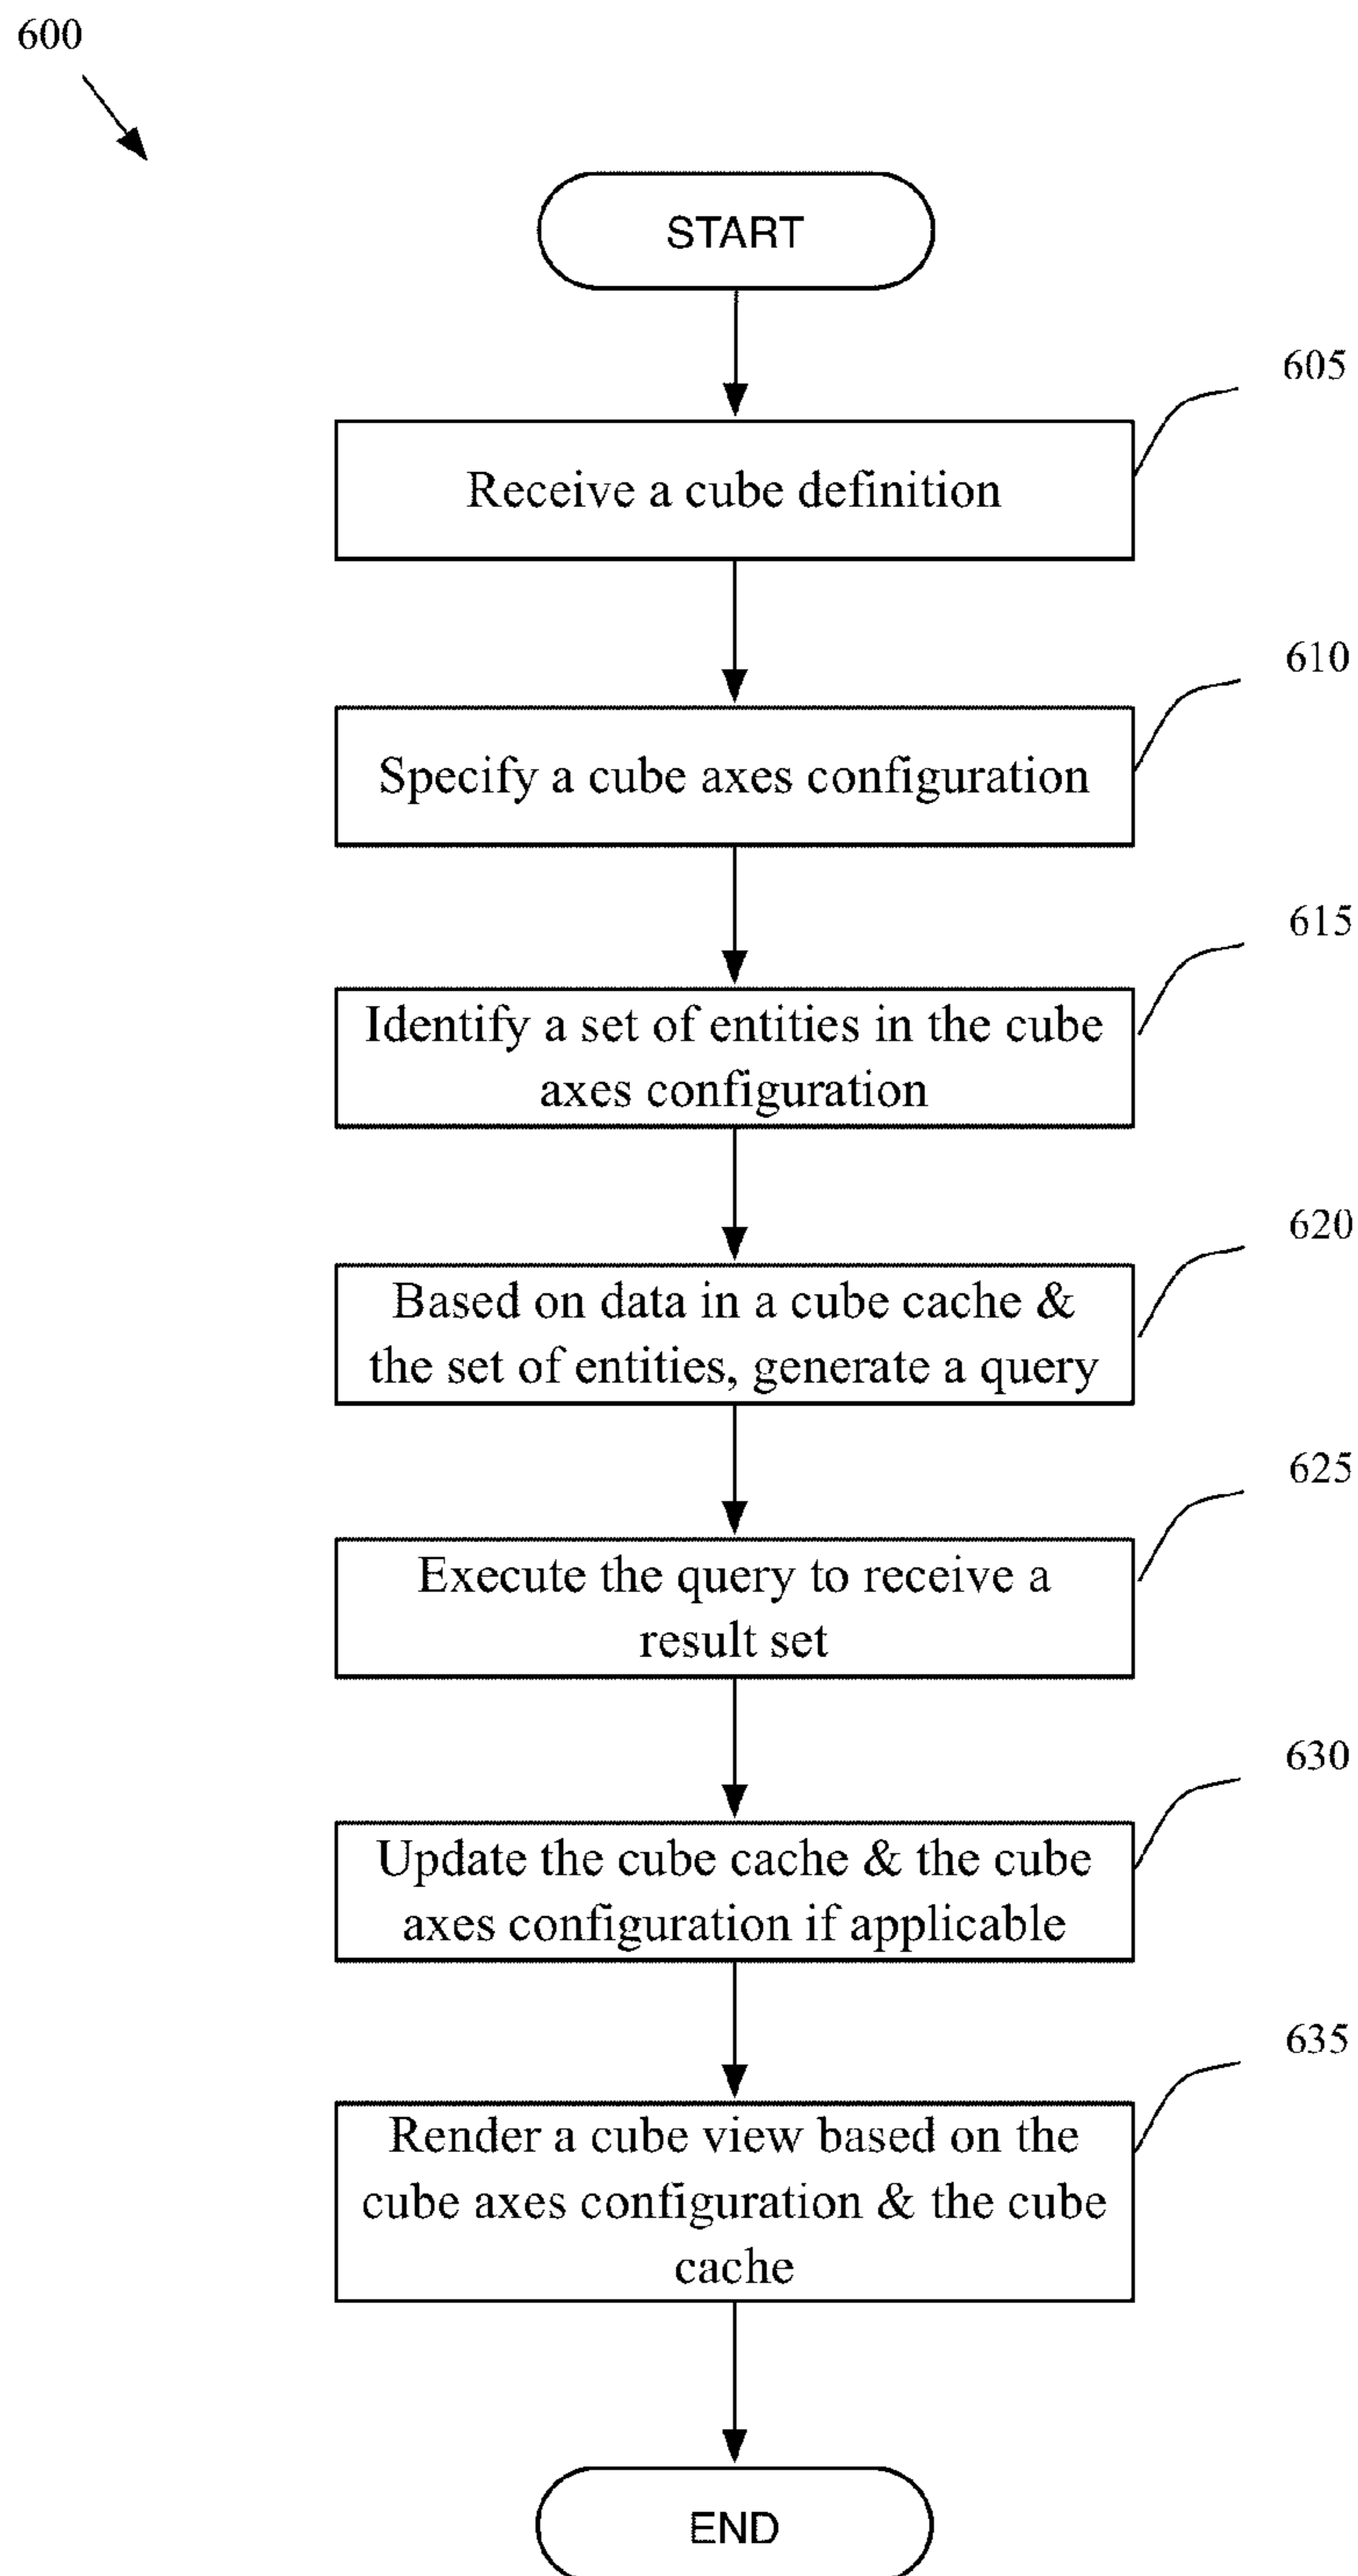 600
START
605
Receive a cube definition
610
Specify a cube axes configuration
615
Identify a set of entities in the cube
axes configuration
620
Based on data in a cube cache &
the set of entities, generate a query
625
Execute the query to receive a
result set
630
Update the cube cache & the cube
axes configuration if applicable
635
Render a cube view based on the
cube axes configuration & the cube
cache
END